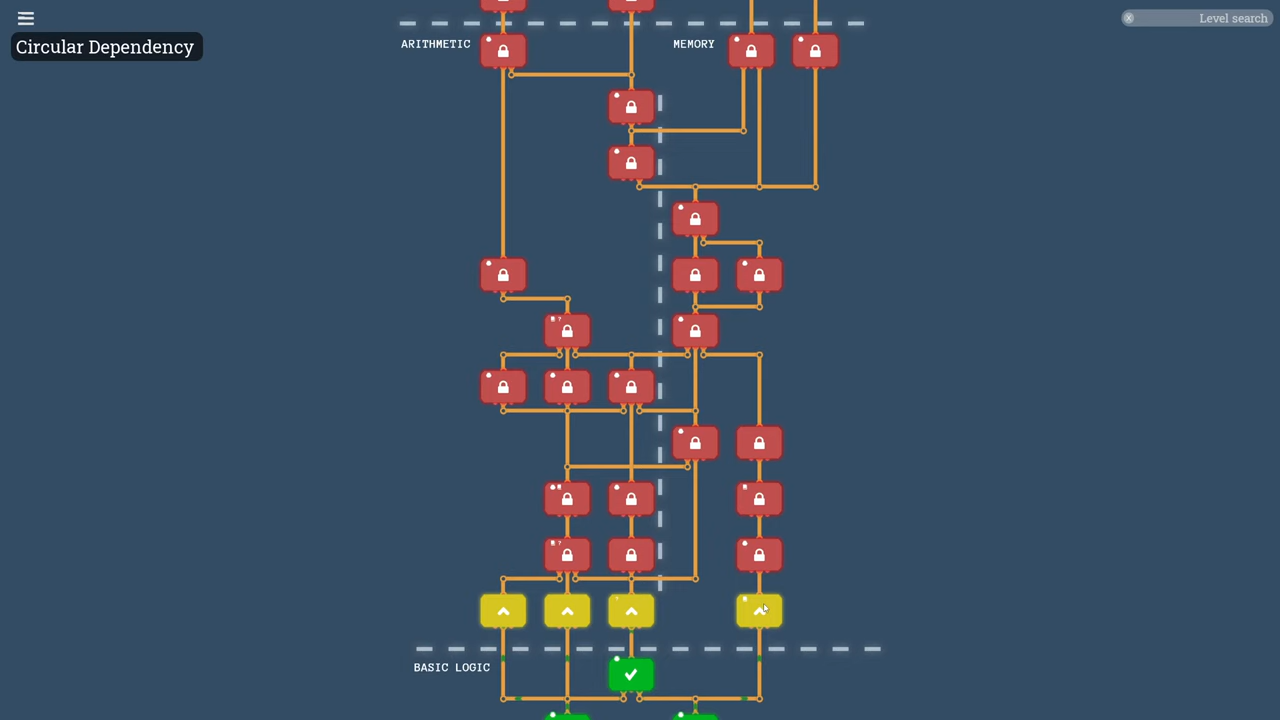 Level search
X
Circular Dependency
ARITHMETIC
MEMORY
BASIC LOGIC